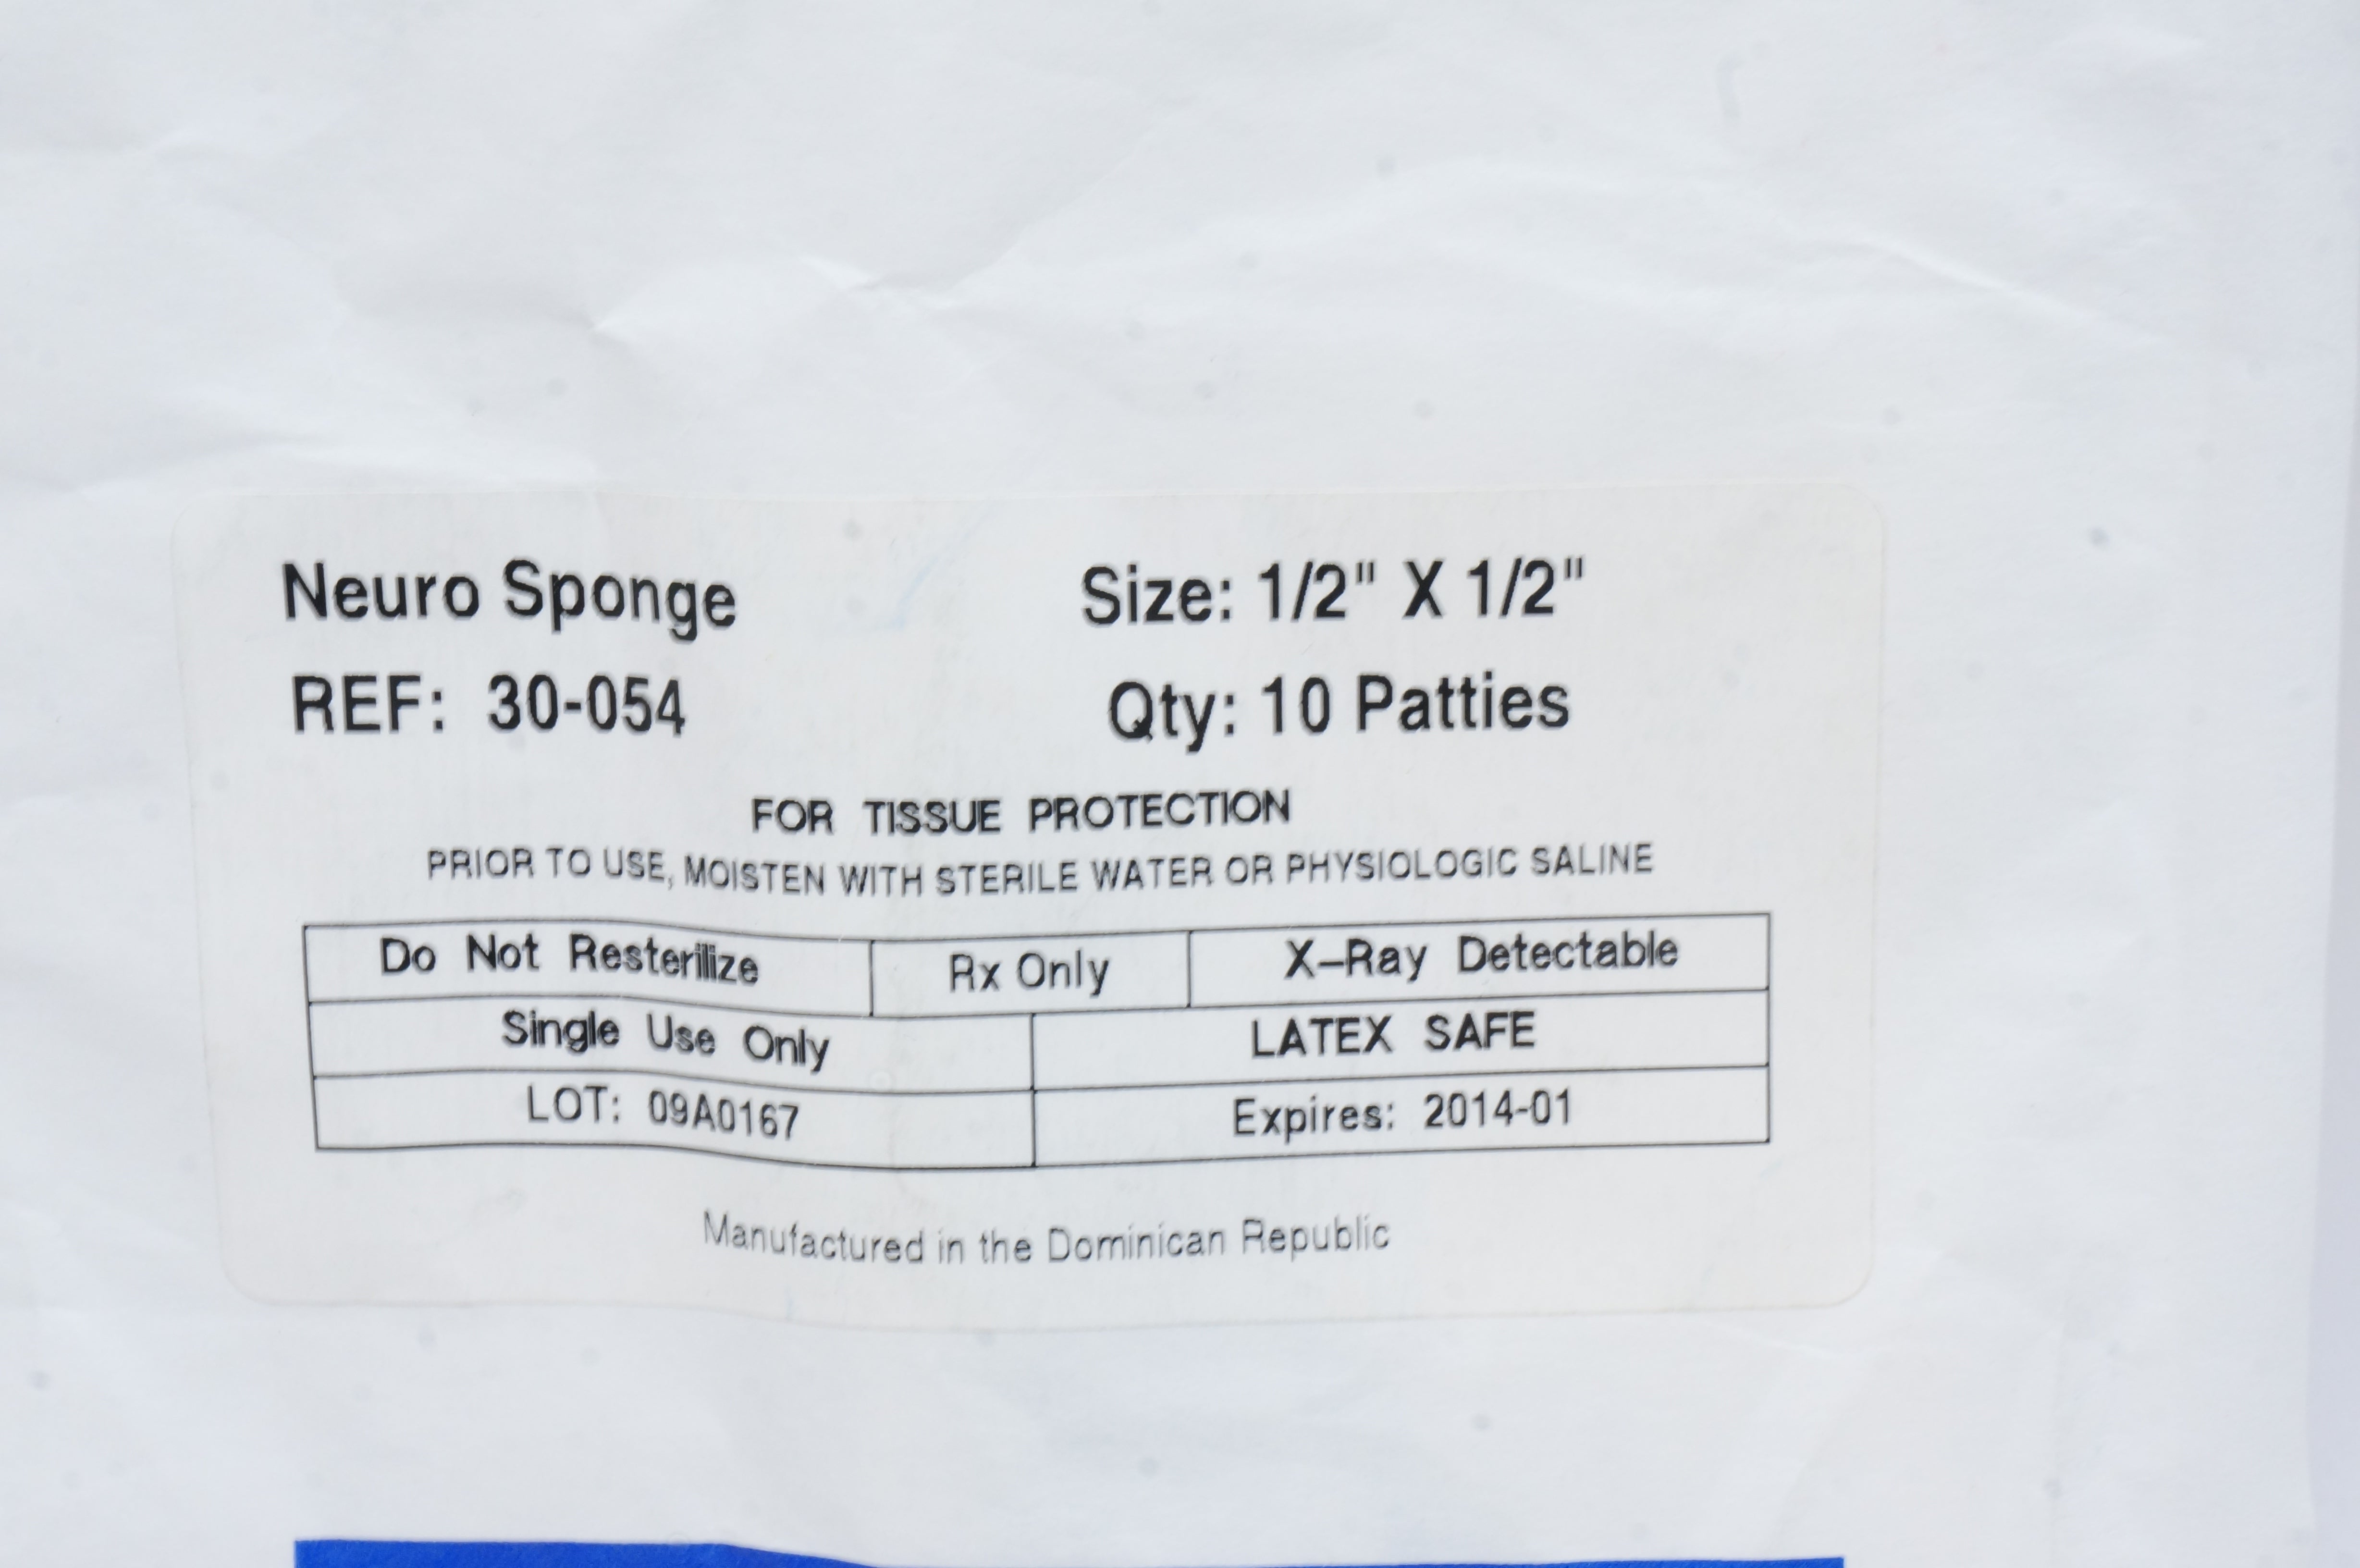 Neuro Sponge Size: 1/2" X 1/2"
REF: 30-054 Qty: 10 Patties
FOR TISSUE PROTECTION
PRIOR TO USE, MOISTEN WITH STERILE WATER OR PHYSIOLOGIC SALINE
Do Not Resterilize Rx Only X-Ray Detectable
Single Use Only LATEX SAFE
LOT: 09A0167 Expires: 2014-01
Manufactured in the Dominican Republic